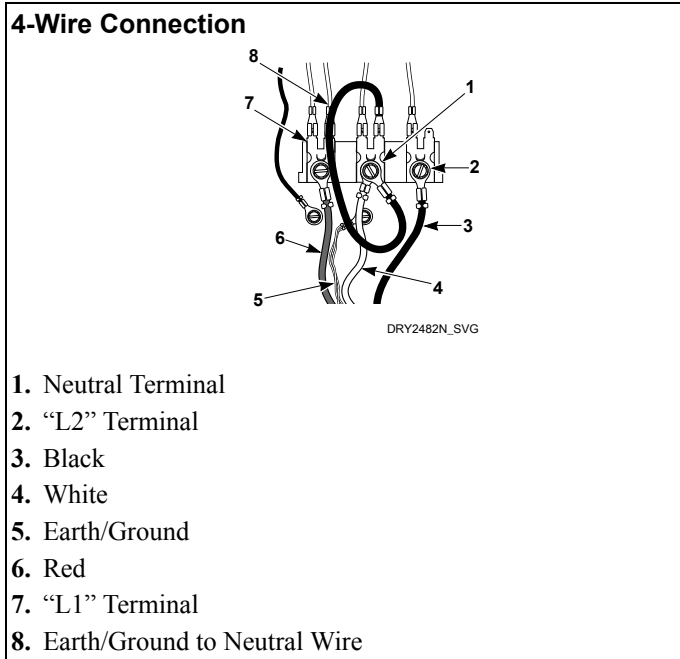 4-Wire Connection
8
1
7
2
3
6
4
5
DRY2482N_SVG
1. Neutral Terminal
2. “L2” Terminal
3. Black
4. White
5. Earth/Ground
6. Red
7. “L1” Terminal
8. Earth/Ground to Neutral Wire